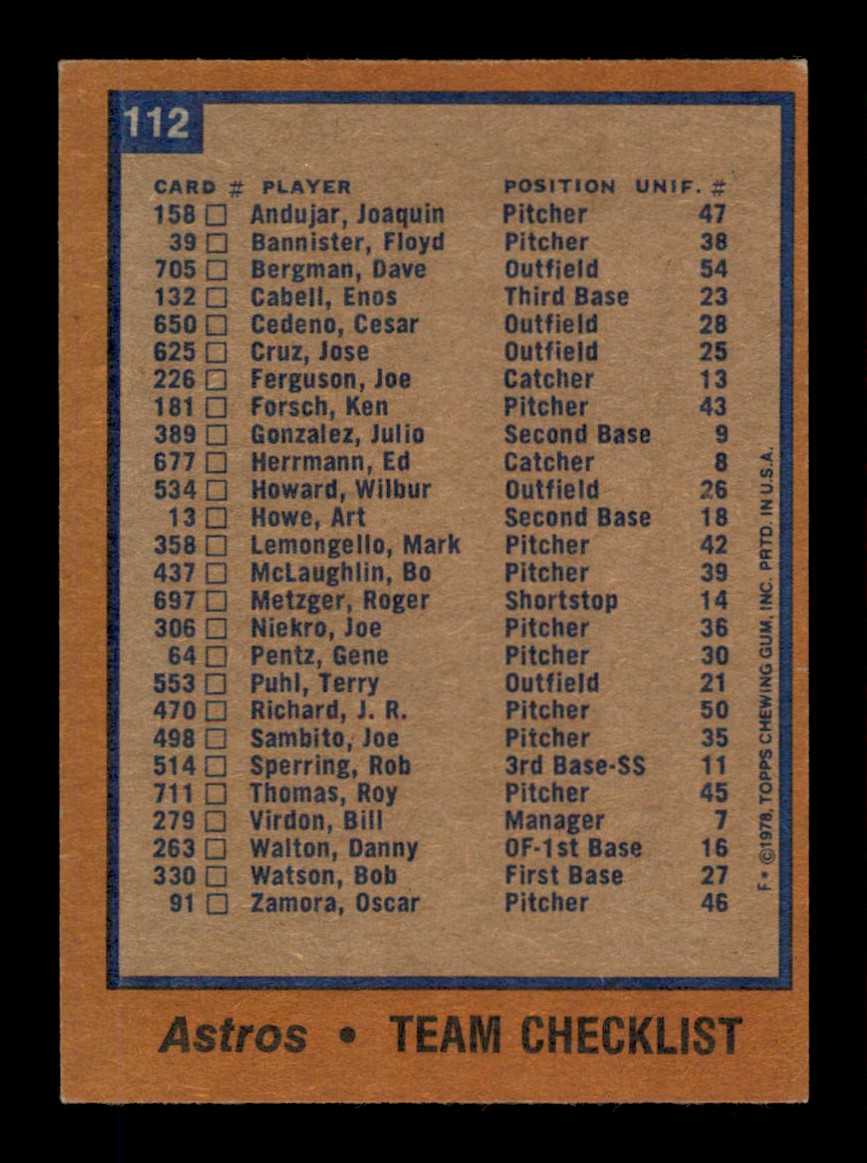 112
CARD # PLAYER POSITION UNIF. #
158 Andujar, Joaquin Pitcher 47
39 Bannister, Floyd Pitcher 38
705 Bergman, Dave Outfield 54
132 Cabell, Enos Third Base 23
650 Cedeno, Cesar Outfield 28
625 Cruz, Jose Outfield 25
226 Ferguson, Joe Catcher 13
181 Forsch, Ken Pitcher 43
389 Gonzalez, Julio Second Base 9
677 Herrmann, Ed Catcher 8
534 Howard, Wilbur Outfield 26
13 Howe, Art Second Base 18
358 Lemongello, Mark Pitcher 42
437 McLaughlin, Bo Pitcher 39
697 Metzger, Roger Shortstop 14
306 Niekro, Joe Pitcher 36
64 Pentz, Gene Pitcher 30
553 Puhl, Terry Outfield 21
470 Richard, J. R. Pitcher 50
498 Sambito, Joe Pitcher 35
514 Sperring, Rob 3rd Base-SS 11
711 Thomas, Roy Pitcher 45
279 Virdon, Bill Manager 7
263 Walton, Danny OF-1st Base 16
330 Watson, Bob First Base 27
91 Zamora, Oscar Pitcher 46
F* ©1978, TOPPS CHEWING GUM, INC. PRTD. IN U.S.A.
Astros • TEAM CHECKLIST